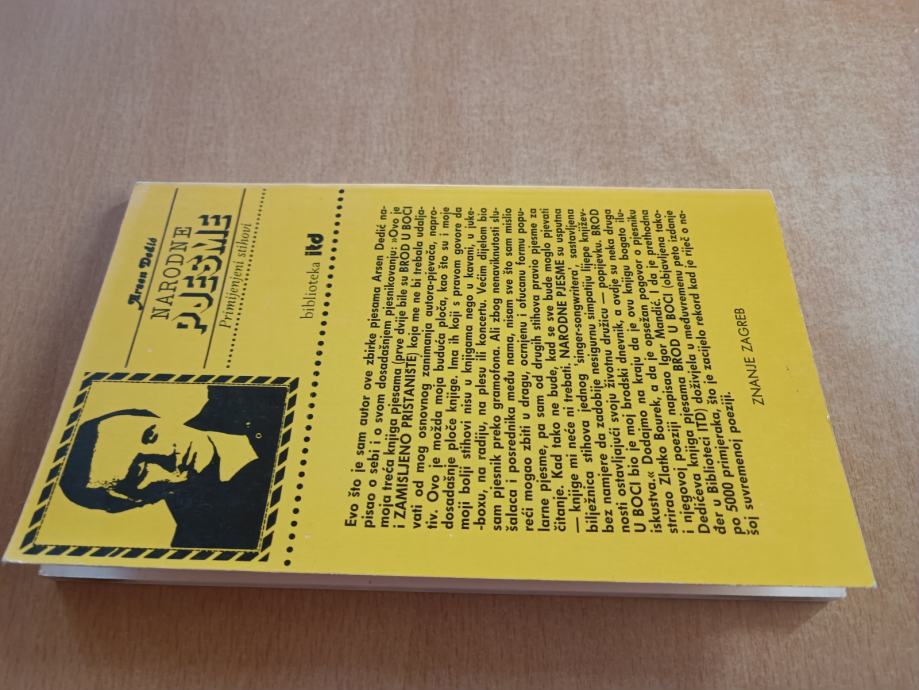 Arsen Dedić
NARODNE
PJESME
Primijenjeni stihovi
biblioteka itd
Evo što je sam autor ove zbirke pjesama Arsen Dedić na-
pisao o sebi i o svom dosadašnjem pjesnikovanju: »Ovo je
moja treća knjiga pjesama (prve dvije bile su BROD U BOCI
i ZAMIŠLJENO PRISTANIŠTE) koja me ne bi trebala udalja-
vati od mog osnovnog zanimanja autora-pjevača, napro-
tiv. Ovo je možda moja buduća ploča, kao što su i moje
dosadašnje ploče knjige. Ima ih koji s pravom govore da
moji bolji stihovi nisu u knjigama nego u kavani, u juke-
-boxu, na radiju, na plesu ili koncertu. Većim dijelom bio
sam pjesnik preko gramofona. Ali zbog nenaviknutosti slu-
šalaca i posrednika među nama, nisam sve što sam mislio
reći mogao zbiti u dragu, ocrnjenu i ofucanu formu popu-
larne pjesme, pa sam od drugih stihova pravio pjesme za
čitanje. Kad tako ne bude, kad se sve bude moglo pjevati
— knjige mi neće ni trebati. NARODNE PJESME su usputna
bilježnica stihova jednog 'singer-songwritera', sastavljena
bez namjere da zadobije nesigurnu simpatiju lijepe književ-
nosti ostavljajući svoju životnu družicu — popijevku. BROD
U BOCI bio je moj brodski dnevnik, a ovdje su neka druga
iskustva.« Dodajmo na kraju da je ovu knjigu bogato ilu-
strirao Zlatko Bourek, a da je opsežan pogovor o pjesniku
i njegovoj poeziji napisao Igor Mandić. I da je prethodna
Dedićeva knjiga pjesama BROD U BOCI (objavljena tako-
đer u Biblioteci ITD) doživjela u međuvremenu peto izdanje
po 5000 primjeraka, što je zacijelo rekord kad je riječ o na-
šoj suvremenoj poeziji.
ZNANJE ZAGREB